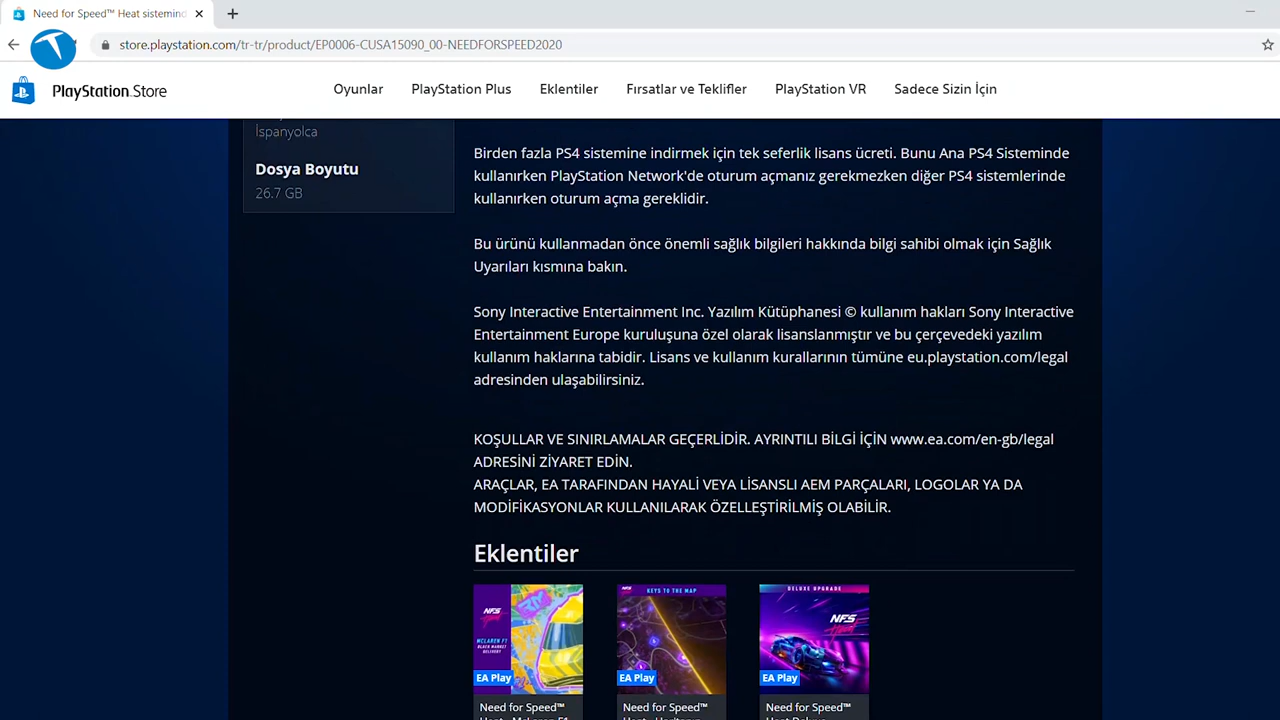 Need for Speed™ Heat sistemind
store.playstation.com/tr-tr/product/EP0006-CUSA15090_00-NEEDFORSPEED2020
PlayStation Store
Oyunlar
PlayStation Plus
Eklentiler
Fırsatlar ve Teklifler
PlayStation VR
Sadece Sizin İçin
İspanyolca
Dosya Boyutu
26.7 GB
Birden fazla PS4 sistemine indirmek için tek seferlik lisans ücreti. Bunu Ana PS4 Sisteminde
kullanırken PlayStation Network'de oturum açmanız gerekmezken diğer PS4 sistemlerinde
kullanırken oturum açma gereklidir.
Bu ürünü kullanmadan önce önemli sağlık bilgileri hakkında bilgi sahibi olmak için Sağlık
Uyarıları kısmına bakın.
Sony Interactive Entertainment Inc. Yazılım Kütüphanesi © kullanım hakları Sony Interactive
Entertainment Europe kuruluşuna özel olarak lisanslanmıştır ve bu çerçevedeki yazılım
kullanım haklarına tabidir. Lisans ve kullanım kurallarının tümüne eu.playstation.com/legal
adresinden ulaşabilirsiniz.
KOŞULLAR VE SINIRLAMALAR GEÇERLİDİR. AYRINTILI BİLGİ İÇİN www.ea.com/en-gb/legal
ADRESİNİ ZİYARET EDİN.
ARAÇLAR, EA TARAFINDAN HAYALİ VEYA LİSANSLI AEM PARÇALARI, LOGOLAR YA DA
MODİFİKASYONLAR KULLANILARAK ÖZELLEŞTİRİLMİŞ OLABİLİR.
Eklentiler
NFS
MCLAREN F1
BLACK MARKET
DELIVERY
EA Play
Need for Speed™
KEYS TO THE MAP
EA Play
Need for Speed™
DELUXE UPGRADE
NFS
EA Play
Need for Speed™